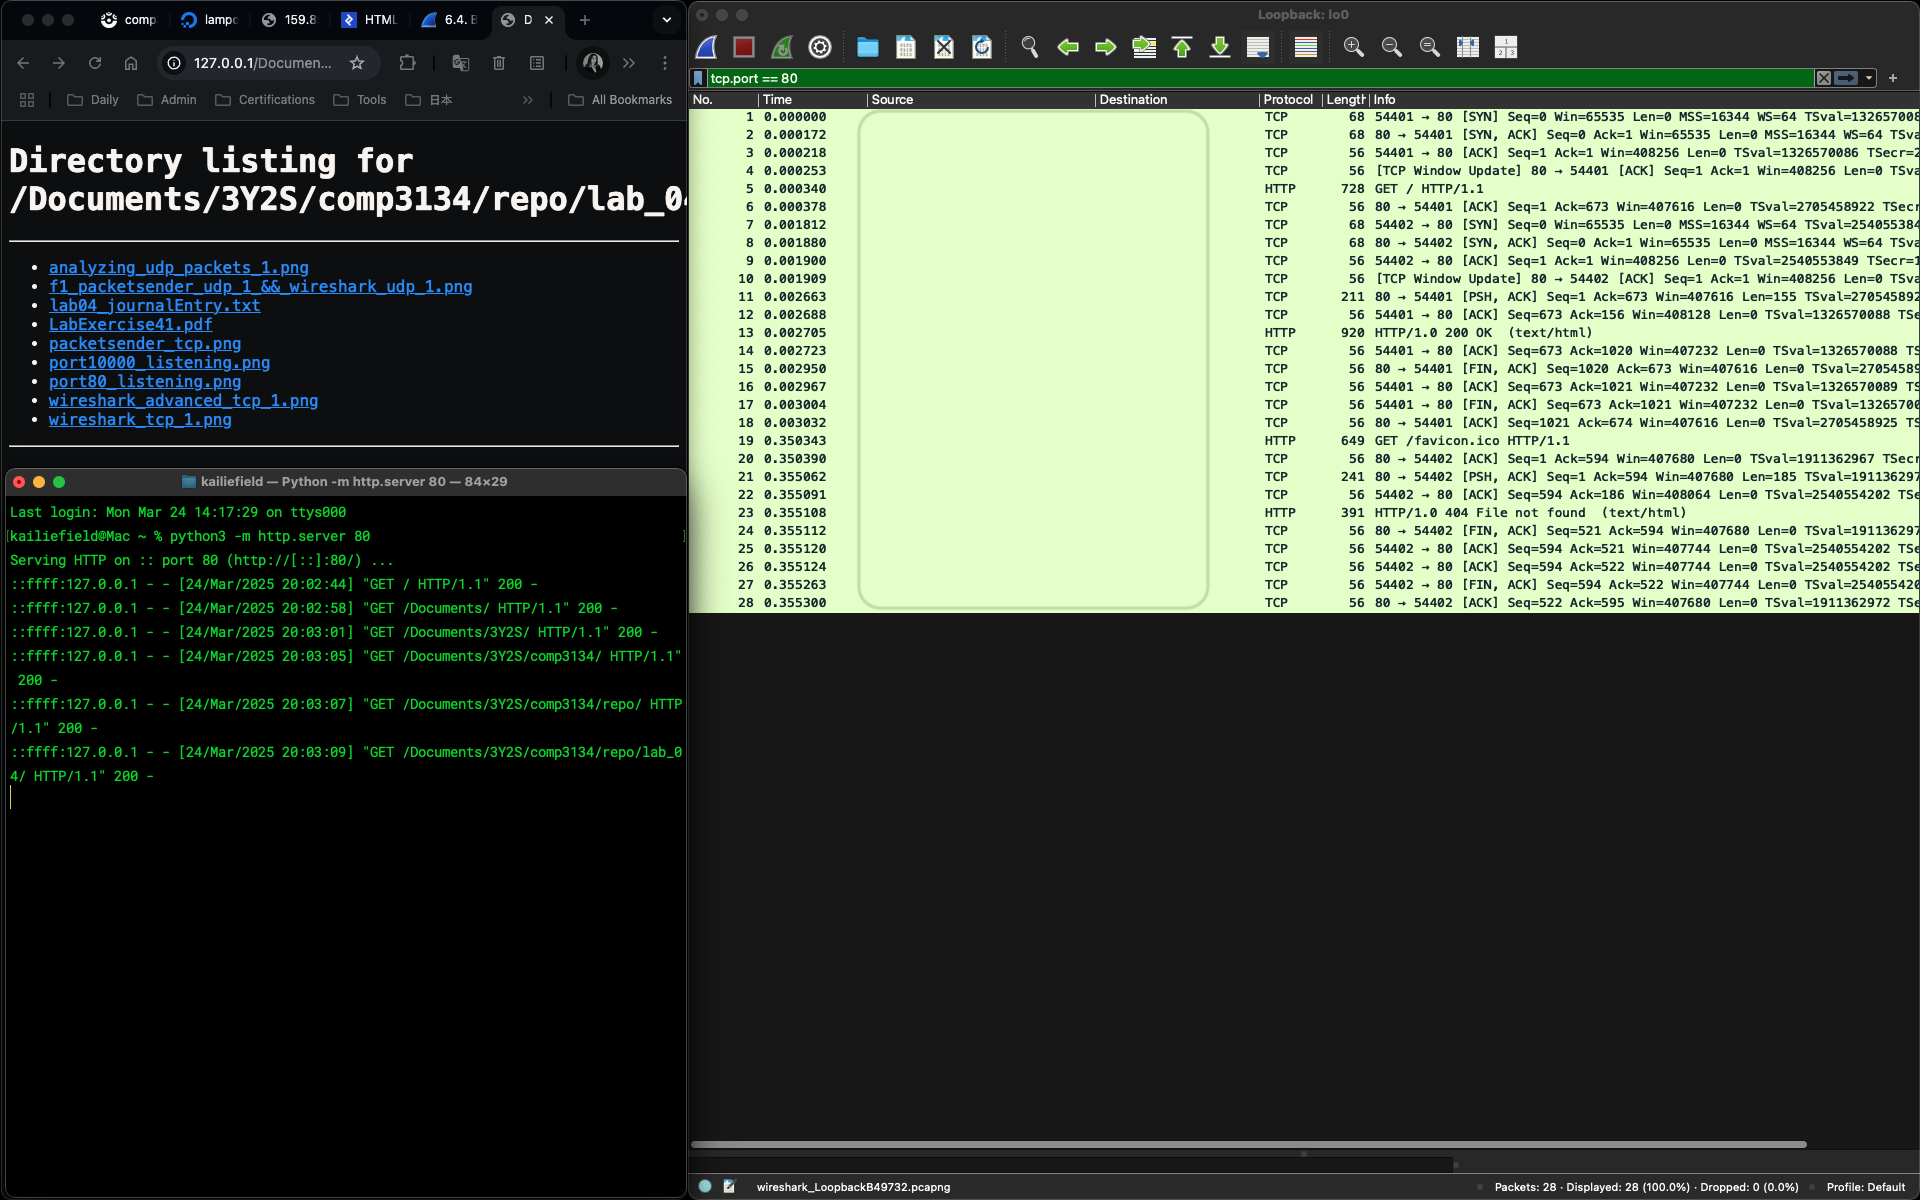 comp
lampo
159.8
HTML
6.4. E
D
127.0.0.1/Documen...
Daily
Admin
Certifications
Tools
日本
All Bookmarks
Directory listing for
/Documents/3Y2S/comp3134/repo/lab_04
analyzing_udp_packets_1.png
f1_packetsender_udp_1_&&_wireshark_udp_1.png
lab04_journalEntry.txt
LabExercise41.pdf
packetsender_tcp.png
port10000_listening.png
port80_listening.png
wireshark_advanced_tcp_1.png
wireshark_tcp_1.png
kailiefield — Python -m http.server 80 — 84×29
Last login: Mon Mar 24 14:17:29 on ttys000
[kailiefield@Mac ~ % python3 -m http.server 80 ]
Serving HTTP on :: port 80 (http://[::]:80/) ...
::ffff:127.0.0.1 - - [24/Mar/2025 20:02:44] "GET / HTTP/1.1" 200 -
::ffff:127.0.0.1 - - [24/Mar/2025 20:02:58] "GET /Documents/ HTTP/1.1" 200 -
::ffff:127.0.0.1 - - [24/Mar/2025 20:03:01] "GET /Documents/3Y2S/ HTTP/1.1" 200 -
::ffff:127.0.0.1 - - [24/Mar/2025 20:03:05] "GET /Documents/3Y2S/comp3134/ HTTP/1.1"
200 -
::ffff:127.0.0.1 - - [24/Mar/2025 20:03:07] "GET /Documents/3Y2S/comp3134/repo/ HTTP
/1.1" 200 -
::ffff:127.0.0.1 - - [24/Mar/2025 20:03:09] "GET /Documents/3Y2S/comp3134/repo/lab_0
4/ HTTP/1.1" 200 -
Loopback: lo0
tcp.port == 80
No. Time Source Destination Protocol Length Info
1 0.000000 TCP 68 54401 → 80 [SYN] Seq=0 Win=65535 Len=0 MSS=16344 WS=64 TSval=132657008
2 0.000172 TCP 68 80 → 54401 [SYN, ACK] Seq=0 Ack=1 Win=65535 Len=0 MSS=16344 WS=64 TSva
3 0.000218 TCP 56 54401 → 80 [ACK] Seq=1 Ack=1 Win=408256 Len=0 TSval=1326570086 TSecr=2
4 0.000253 TCP 56 [TCP Window Update] 80 → 54401 [ACK] Seq=1 Ack=1 Win=408256 Len=0 TSva
5 0.000340 HTTP 728 GET / HTTP/1.1
6 0.000378 TCP 56 80 → 54401 [ACK] Seq=1 Ack=673 Win=407616 Len=0 TSval=2705458922 TSecr
7 0.001812 TCP 68 54402 → 80 [SYN] Seq=0 Win=65535 Len=0 MSS=16344 WS=64 TSval=254055384
8 0.001880 TCP 68 80 → 54402 [SYN, ACK] Seq=0 Ack=1 Win=65535 Len=0 MSS=16344 WS=64 TSva
9 0.001900 TCP 56 54402 → 80 [ACK] Seq=1 Ack=1 Win=408256 Len=0 TSval=2540553849 TSecr=1
10 0.001909 TCP 56 [TCP Window Update] 80 → 54402 [ACK] Seq=1 Ack=1 Win=408256 Len=0 TSva
11 0.002663 TCP 211 80 → 54401 [PSH, ACK] Seq=1 Ack=673 Win=407616 Len=155 TSval=270545892
12 0.002688 TCP 56 54401 → 80 [ACK] Seq=673 Ack=156 Win=408128 Len=0 TSval=1326570088 TSe
13 0.002705 HTTP 920 HTTP/1.0 200 OK (text/html)
14 0.002723 TCP 56 54401 → 80 [ACK] Seq=673 Ack=1020 Win=407232 Len=0 TSval=1326570088 TS
15 0.002950 TCP 56 80 → 54401 [FIN, ACK] Seq=1020 Ack=673 Win=407616 Len=0 TSval=27054589
16 0.002967 TCP 56 54401 → 80 [ACK] Seq=673 Ack=1021 Win=407232 Len=0 TSval=1326570089 TS
17 0.003004 TCP 56 54401 → 80 [FIN, ACK] Seq=673 Ack=1021 Win=407232 Len=0 TSval=13265700
18 0.003032 TCP 56 80 → 54401 [ACK] Seq=1021 Ack=674 Win=407616 Len=0 TSval=2705458925 TS
19 0.350343 HTTP 649 GET /favicon.ico HTTP/1.1
20 0.350390 TCP 56 80 → 54402 [ACK] Seq=1 Ack=594 Win=407680 Len=0 TSval=1911362967 TSecr
21 0.355062 TCP 241 80 → 54402 [PSH, ACK] Seq=1 Ack=594 Win=407680 Len=185 TSval=191136297
22 0.355091 TCP 56 54402 → 80 [ACK] Seq=594 Ack=186 Win=408064 Len=0 TSval=2540554202 TSe
23 0.355108 HTTP 391 HTTP/1.0 404 File not found (text/html)
24 0.355112 TCP 56 80 → 54402 [FIN, ACK] Seq=521 Ack=594 Win=407680 Len=0 TSval=191136297
25 0.355120 TCP 56 54402 → 80 [ACK] Seq=594 Ack=521 Win=407744 Len=0 TSval=2540554202 TSe
26 0.355124 TCP 56 54402 → 80 [ACK] Seq=594 Ack=522 Win=407744 Len=0 TSval=2540554202 TSe
27 0.355263 TCP 56 54402 → 80 [FIN, ACK] Seq=594 Ack=522 Win=407744 Len=0 TSval=254055420
28 0.355300 TCP 56 80 → 54402 [ACK] Seq=522 Ack=595 Win=407680 Len=0 TSval=1911362972 TSe
wireshark_LoopbackB49732.pcapng
Packets: 28 · Displayed: 28 (100.0%) · Dropped: 0 (0.0%)
Profile: Default